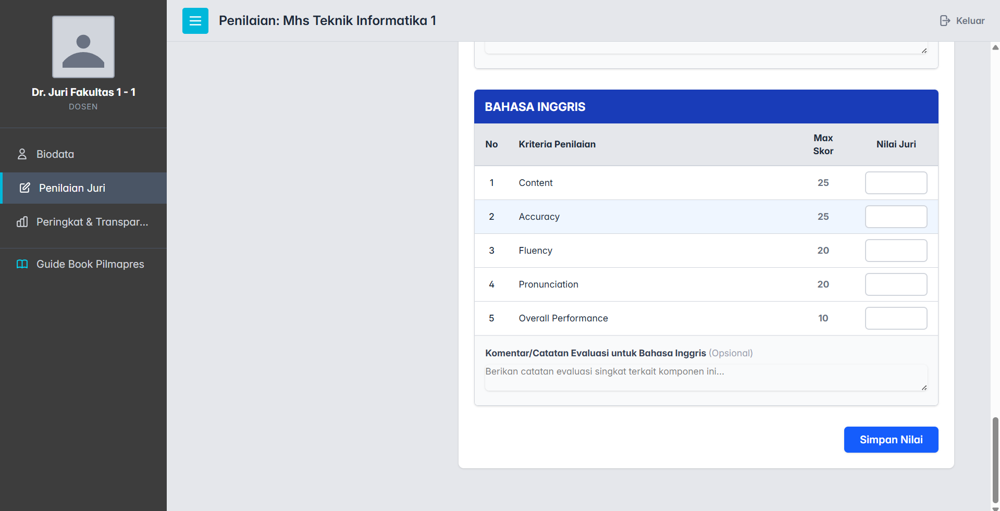 Dr. Juri Fakultas 1 - 1
DOSEN
Biodata
Penilaian Juri
Peringkat & Transpar...
Guide Book Pilmapres
Penilaian: Mhs Teknik Informatika 1
Keluar
BAHASA INGGRIS
No Kriteria Penilaian Max Skor Nilai Juri
1 Content 25
2 Accuracy 25
3 Fluency 20
4 Pronunciation 20
5 Overall Performance 10
Komentar/Catatan Evaluasi untuk Bahasa Inggris (Opsional)
Berikan catatan evaluasi singkat terkait komponen ini...
Simpan Nilai